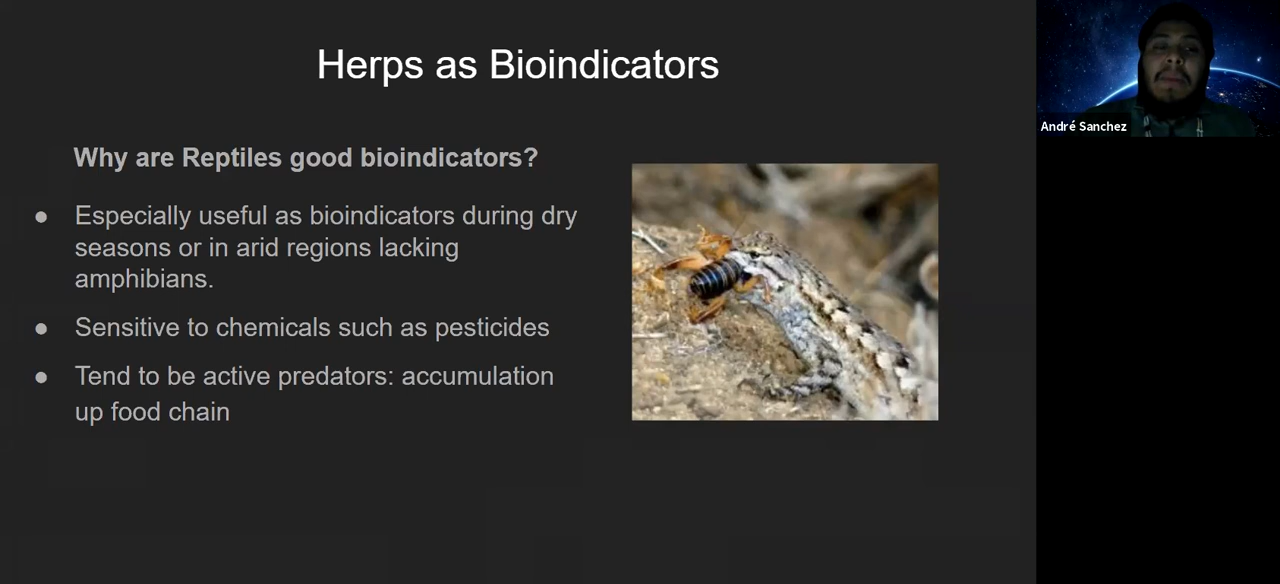 Herps as Bioindicators
André Sanchez
Why are Reptiles good bioindicators?
● Especially useful as bioindicators during dry
seasons or in arid regions lacking
amphibians.
● Sensitive to chemicals such as pesticides
● Tend to be active predators: accumulation
up food chain